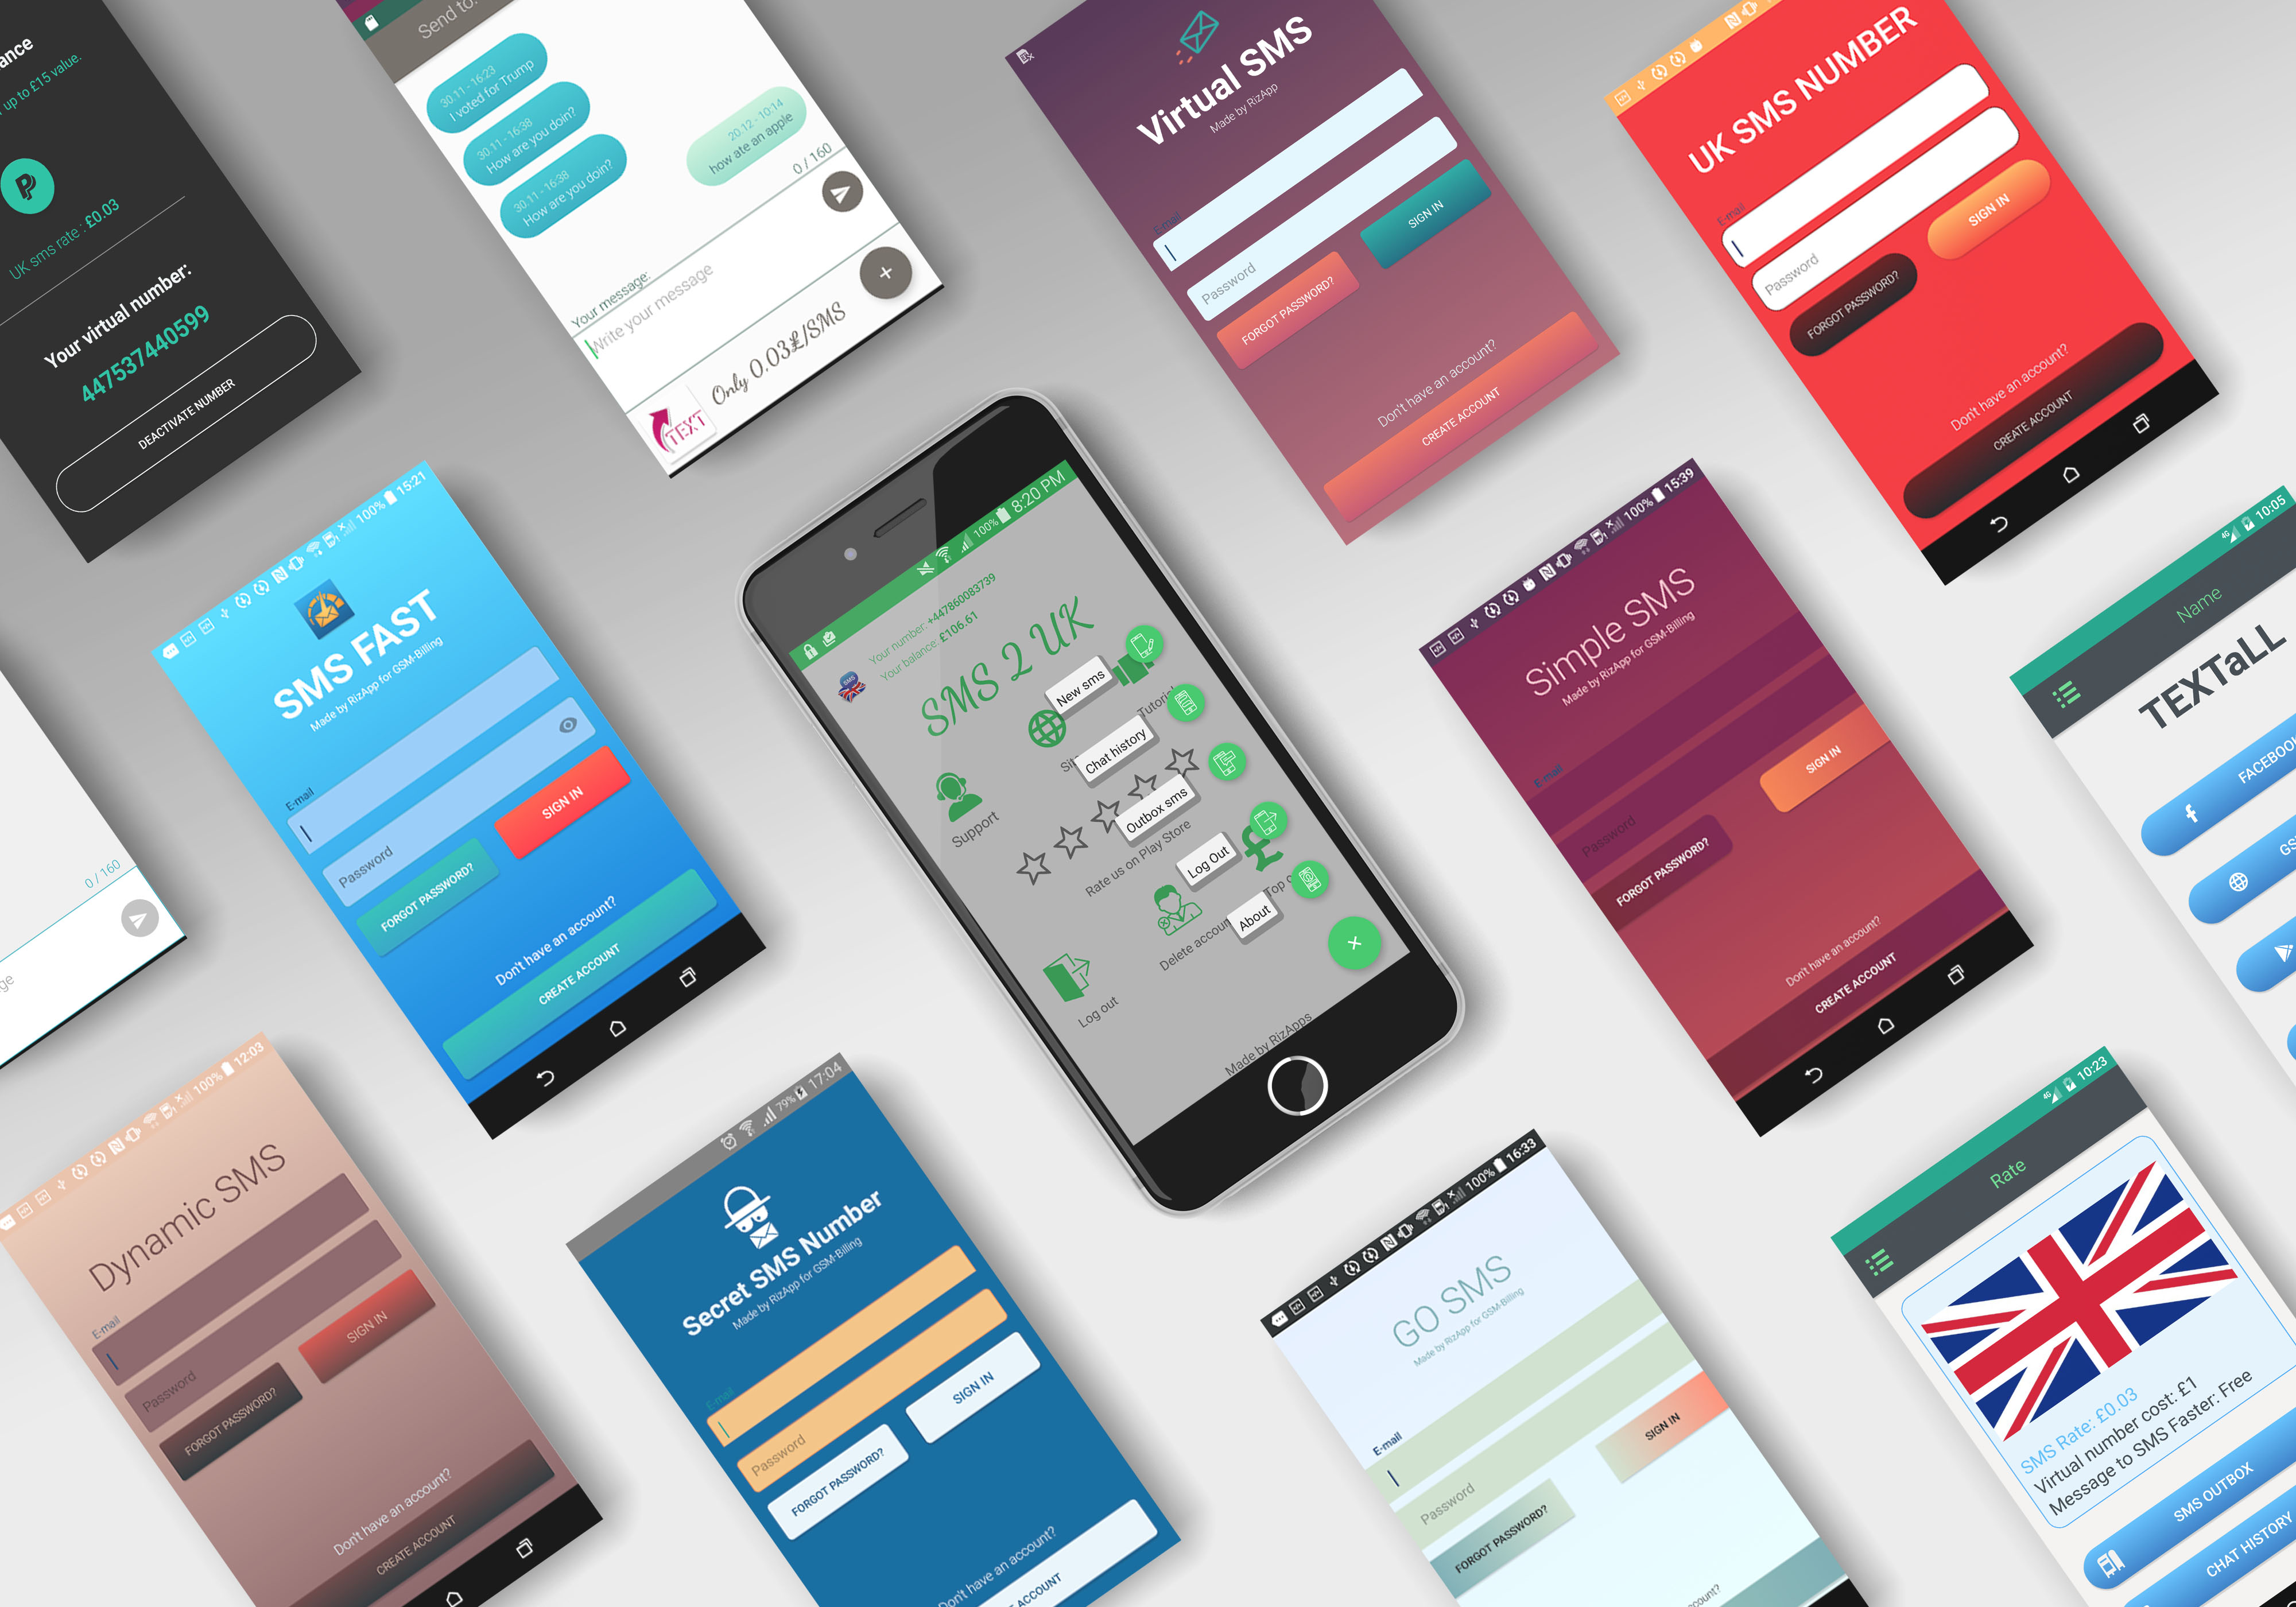 ance
up to £15 value.
UK sms rate : £0.03
Your virtual number:
447537440599
DEACTIVATE NUMBER
Send to:
30.11 - 16:23
I voted for Trump
30.11 - 16:38
How are you doin?
30.11 - 16:38
How are you doin?
20.12 - 10:14
how ate an apple
0 / 160
Your message:
Write your message
TEXT
Only 0.03£/SMS
Virtual SMS
Made by RizApp
E-mail
Password
SIGN IN
FORGOT PASSWORD?
Don't have an account?
CREATE ACCOUNT
UK SMS NUMBER
E-mail
Password
SIGN IN
FORGOT PASSWORD?
Don't have an account?
CREATE ACCOUNT
0 / 160
ge
100% 15:21
SMS FAST
Made by RizApp for GSM-Billing
E-mail
Password
SIGN IN
FORGOT PASSWORD?
Don't have an account?
CREATE ACCOUNT
100% 8:20 PM
Your number: +447860083739
Your balance: £106.61
SMS
SMS 2 UK
New sms
Tutorial
Chat history
Sit
Support
Outbox sms
Rate us on Play Store
Log Out
Top
About
Delete accoun
Log out
Made by RizApps
100% 15:39
Simple SMS
Made by RizApp for GSM-Billing
E-mail
Password
SIGN IN
FORGOT PASSWORD?
Don't have an account?
CREATE ACCOUNT
4G 10:05
Name
TEXTaLL
FACEBOO
GS
100% 12:03
Dynamic SMS
E-mail
Password
SIGN IN
FORGOT PASSWORD?
Don't have an account?
CREATE ACCOUNT
79% 17:04
Secret SMS Number
Made by RizApp for GSM-Billing
E-mail
Password
SIGN IN
FORGOT PASSWORD?
Don't have an account?
ACCOUNT
100% 16:33
GO SMS
Made by RizApp for GSM-Billing
E-mail
Password
SIGN IN
FORGOT PASSWORD?
count?
4G 10:23
Rate
SMS Rate: £0.03
Virtual number cost: £1
Message to SMS Faster: Free
SMS OUTBOX
CHAT HISTORY